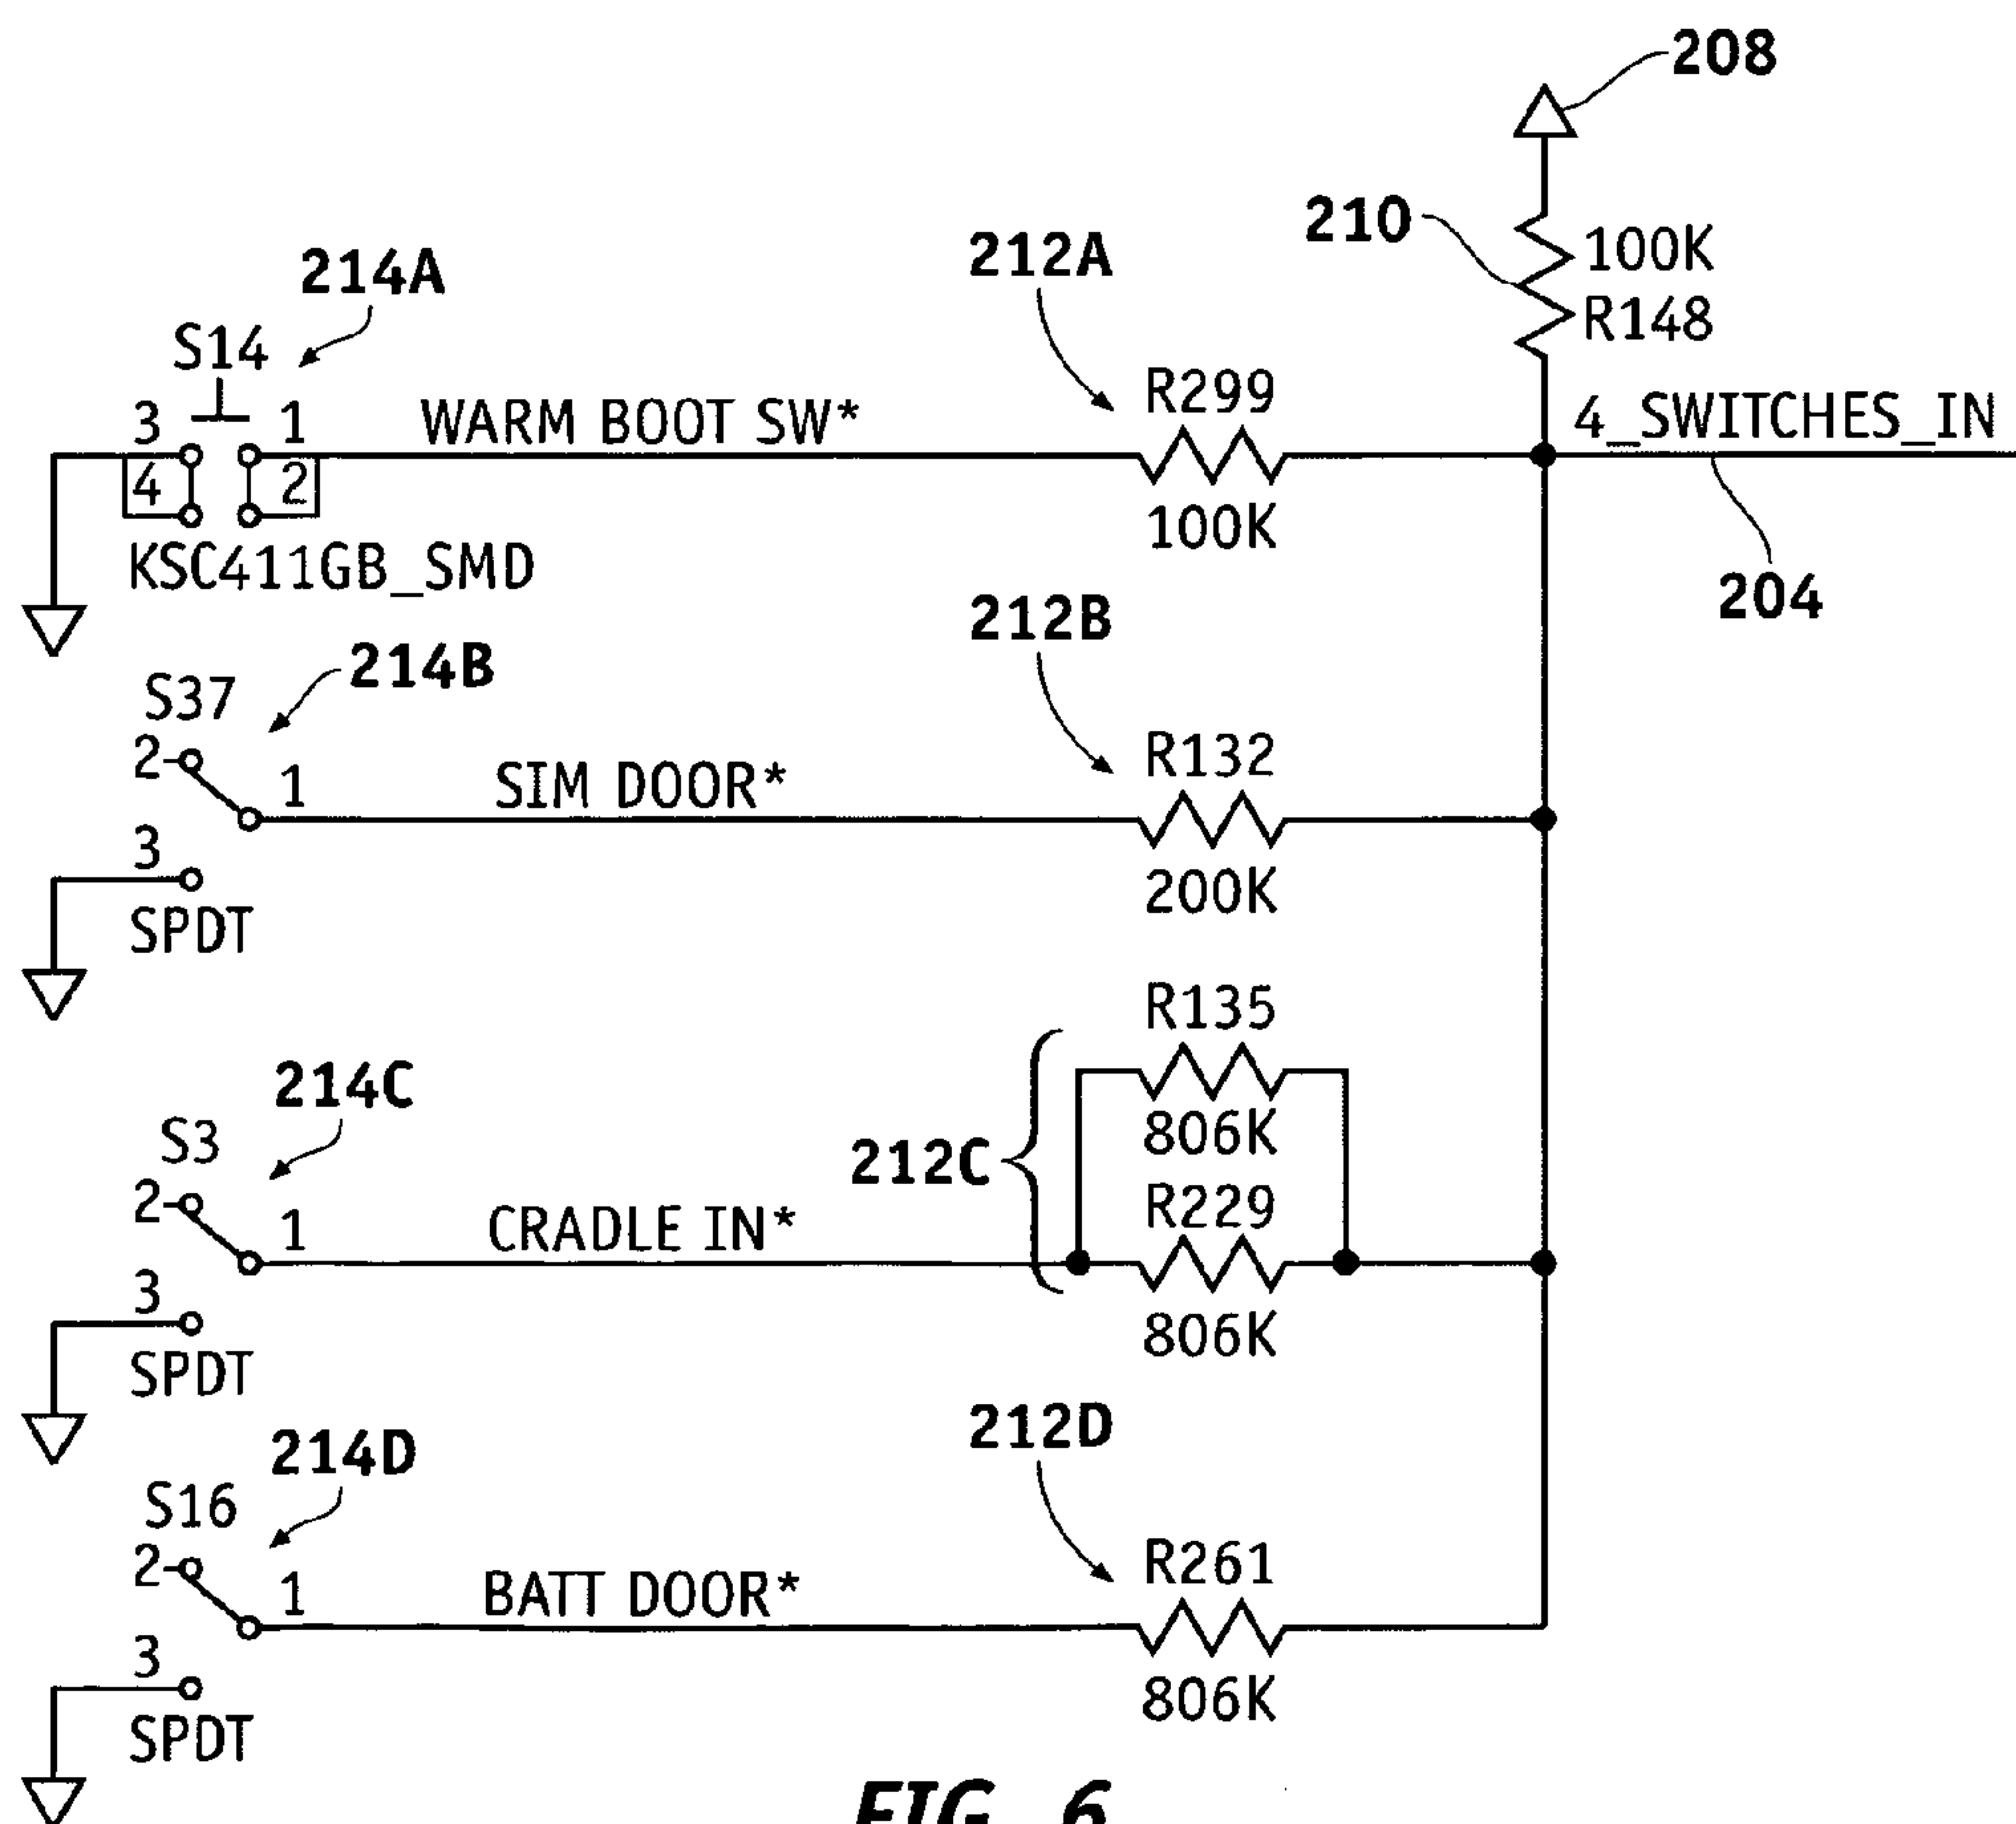 208
210
100K
R148
212A
214A
S14
3
1
WARM BOOT SW*
R299
4_SWITCHES_IN
4
2
100K
KSC411GB_SMD
204
212B
214B
S37
2
1
SIM DOOR*
R132
3
200K
SPDT
R135
214C
806K
212C
S3
2
1
CRADLE IN*
R229
3
806K
SPDT
212D
214D
S16
2
1
BATT DOOR*
R261
3
806K
SPDT
FIG. 6